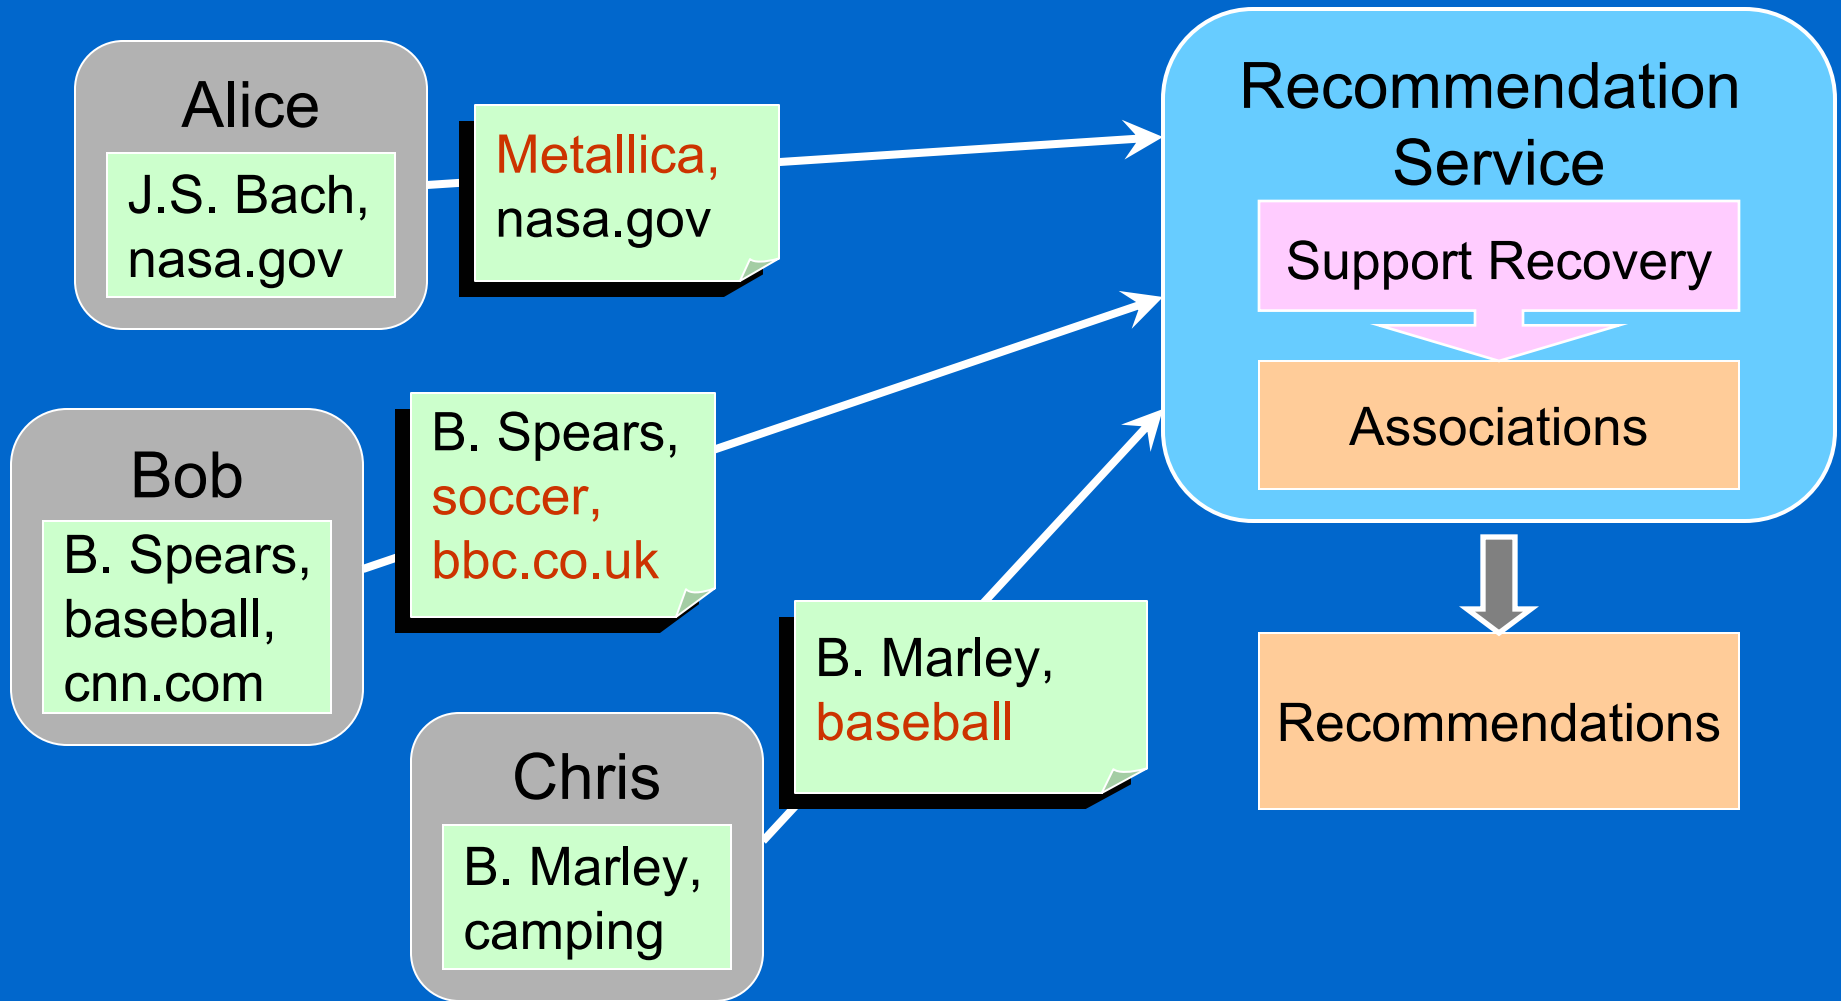 Alice
J.S. Bach,
nasa.gov
Metallica,
nasa.gov
Bob
B. Spears,
baseball,
cnn.com
B. Spears,
soccer,
bbc.co.uk
Chris
B. Marley,
camping
B. Marley,
baseball
Recommendation
Service
Support Recovery
Associations
Recommendations